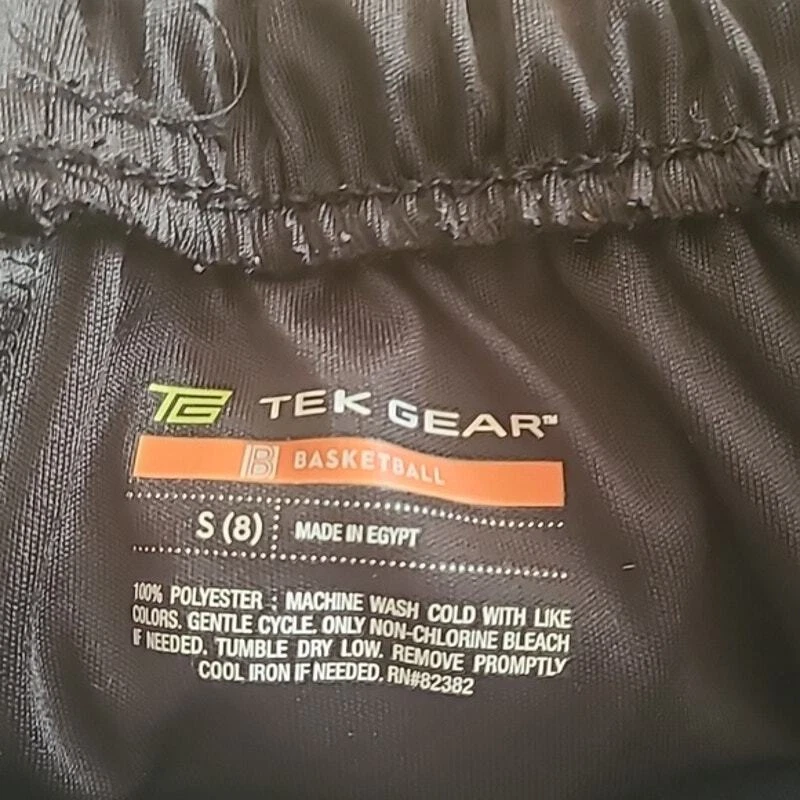 TG TEK GEAR™
B BASKETBALL
S (8) MADE IN EGYPT
100% POLYESTER ; MACHINE WASH COLD WITH LIKE
COLORS. GENTLE CYCLE. ONLY NON-CHLORINE BLEACH
IF NEEDED. TUMBLE DRY LOW. REMOVE PROMPTLY
COOL IRON IF NEEDED. RN#82382